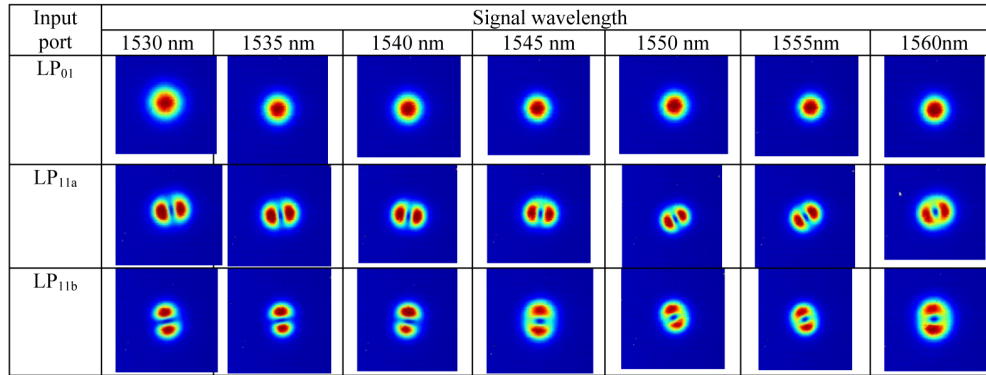 Input port
Signal wavelength
1530 nm 1535 nm 1540 nm 1545 nm 1550 nm 1555nm 1560nm
LP01
LP11a
LP11b